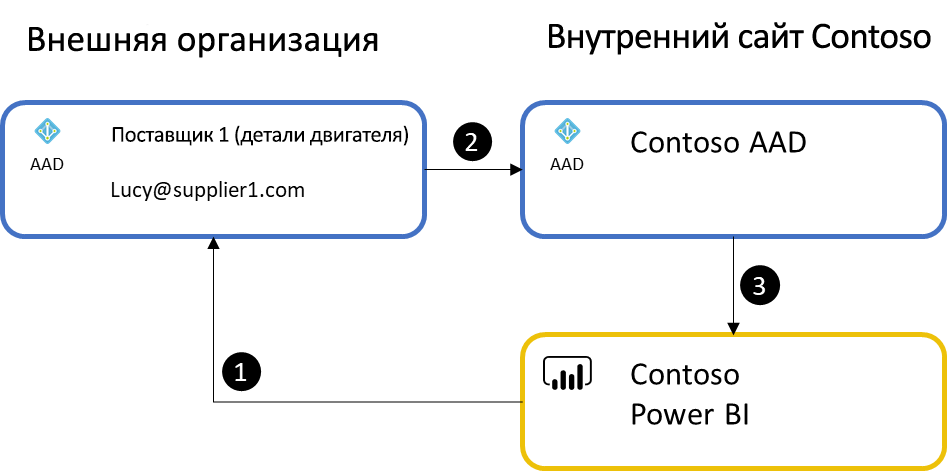 Внешняя организация
Внутренний сайт Contoso
AAD
Поставщик 1 (детали двигателя)
Lucy@supplier1.com
2
AAD
Contoso AAD
3
1
Contoso
Power BI